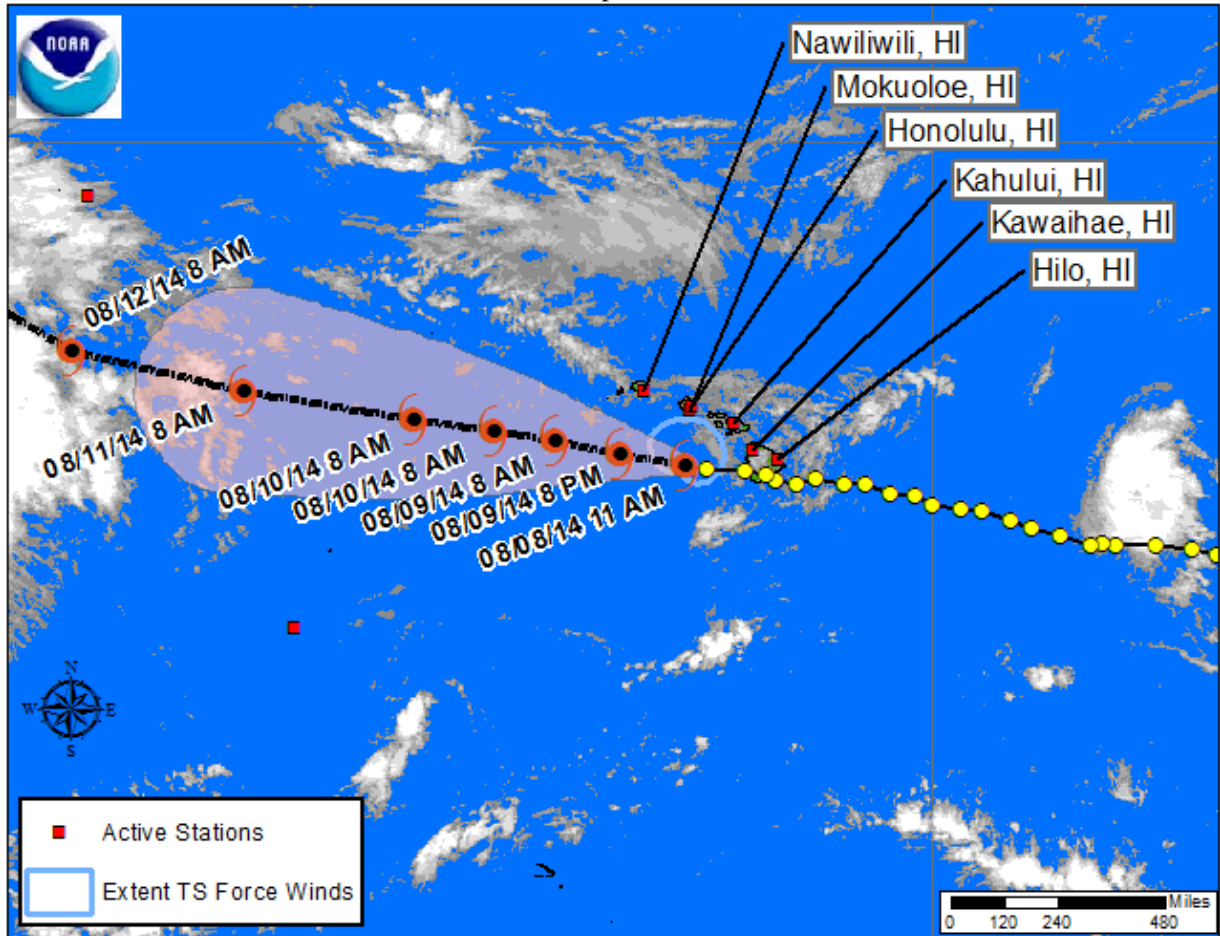 NOAA
Nawiliwili, HI
Mokuoloe, HI
Honolulu, HI
Kahului, HI
Kawaihae, HI
Hilo, HI
08/12/14 8 AM
08/11/14 8 AM
08/10/14 8 AM
08/10/14 8 AM
08/09/14 8 AM
08/09/14 8 PM
08/08/14 11 AM
N
W E
S
Active Stations
Extent TS Force Winds
Miles
0 120 240 480